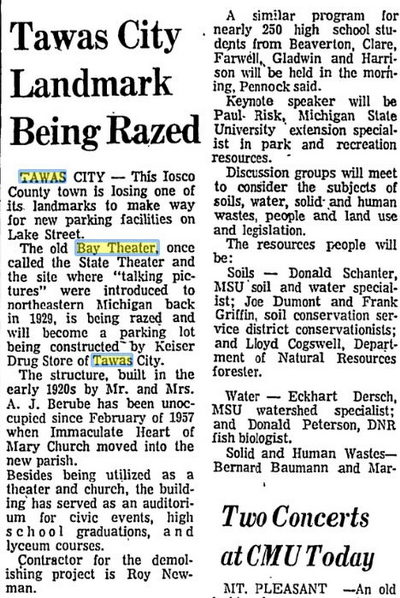 Tawas City
Landmark
Being Razed
TAWAS CITY — This Iosco
County town is losing one of
its landmarks to make way
for new parking facilities on
Lake Street.
The old Bay Theater, once
called the State Theater and
the site where "talking pic-
tures" were introduced to
northeastern Michigan back
in 1929, is being razed and
will become a parking lot
being constructed by Keiser
Drug Store of Tawas City.
The structure, built in the
early 1920s by Mr. and Mrs.
A. J. Berube has been unoc-
cupied since February of 1957
when Immaculate Heart of
Mary Church moved into the
new parish.
Besides being utilized as a
theater and church, the build-
ing has served as an auditori-
um for civic events, high
school graduations, and
lyceum courses.
Contractor for the demol-
ishing project is Roy New-
man.
A similar program for
nearly 250 high school stu-
dents from Beaverton, Clare,
Farwell, Gladwin and Harri-
son will be held in the morn-
ing, Pennock said.
Keynote speaker will be
Paul Risk, Michigan State
University extension special-
ist in park and recreation
resources.
Discussion groups will meet
to consider the subjects of
soils, water, solid and human
wastes, people and land use
and legislation.
The resources people will
be:
Soils — Donald Schanter,
MSU soil and water special-
ist; Joe Dumont and Frank
Griffin, soil conservation ser-
vice district conservationists;
and Lloyd Cogswell, Depart-
ment of Natural Resources
forester.
Water — Eckhart Dersch,
MSU watershed specialist;
and Donald Peterson, DNR
fish biologist.
Solid and Human Wastes—
Bernard Baumann and Mar-
Two Concerts
at CMU Today
MT. PLEASANT —An old